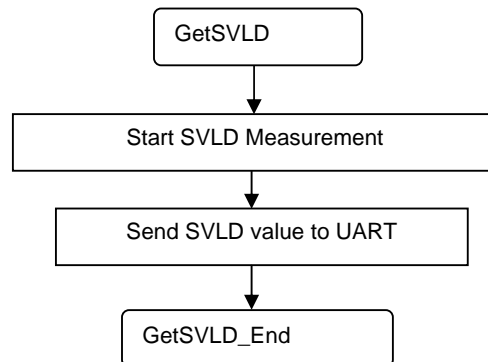 GetSVLD
Start SVLD Measurement
Send SVLD value to UART
GetSVLD_End